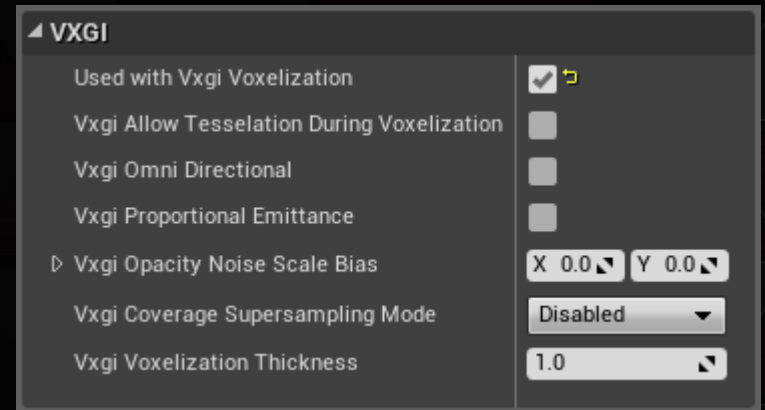 VXGI
Used with Vxgi Voxelization
Vxgi Allow Tesselation During Voxelization
Vxgi Omni Directional
Vxgi Proportional Emittance
Vxgi Opacity Noise Scale Bias X 0.0 Y 0.0
Vxgi Coverage Supersampling Mode Disabled
Vxgi Voxelization Thickness 1.0